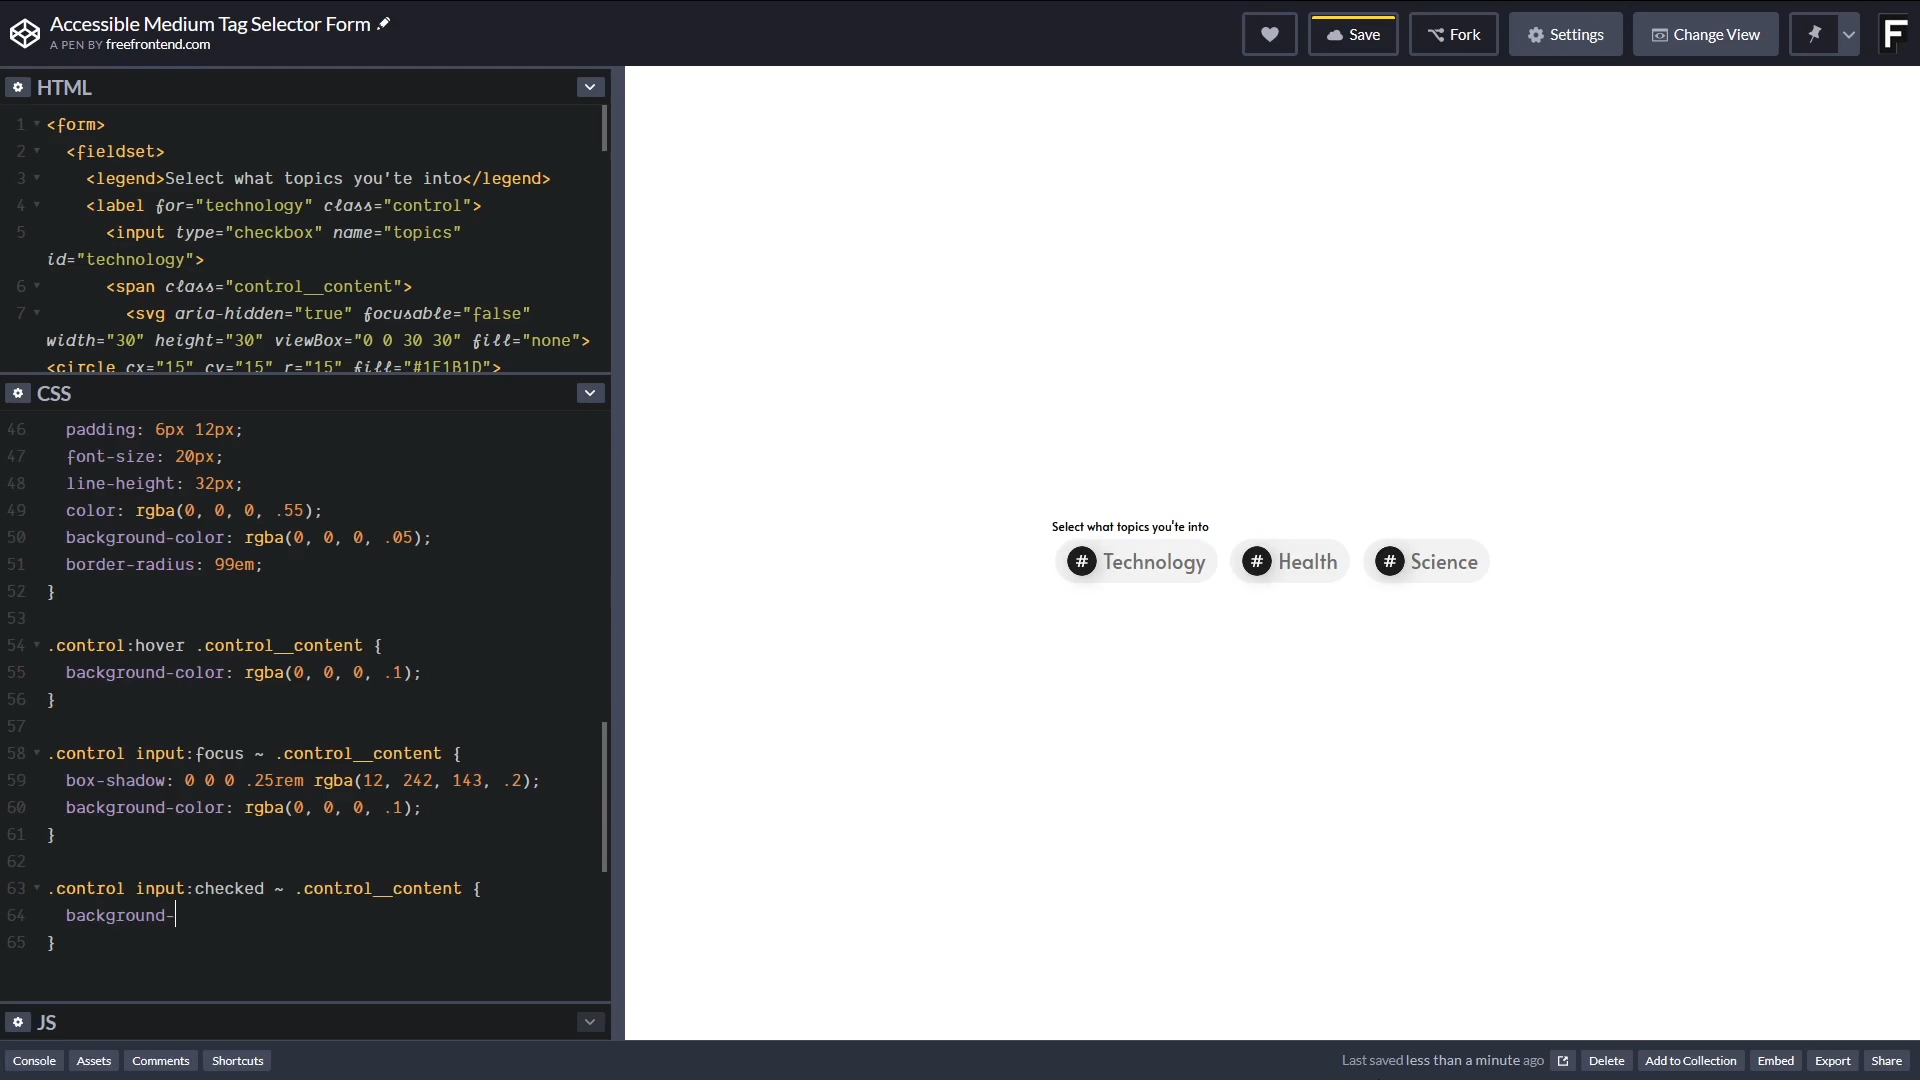 Accessible Medium Tag Selector Form
A PEN BY freefrontend.com
Save
Fork
Settings
Change View
HTML
1 <form>
2 <fieldset>
3 <legend>Select what topics you'te into</legend>
4 <label for="technology" class="control">
5 <input type="checkbox" name="topics"
id="technology">
6 <span class="control__content">
7 <svg aria-hidden="true" focusable="false"
width="30" height="30" viewBox="0 0 30 30" fill="none">
<circle cx="15" cy="15" r="15" fill="#1E1B1D">
CSS
46 padding: 6px 12px;
47 font-size: 20px;
48 line-height: 32px;
49 color: rgba(0, 0, 0, .55);
50 background-color: rgba(0, 0, 0, .05);
51 border-radius: 99em;
52 }
53
54 .control:hover .control__content {
55 background-color: rgba(0, 0, 0, .1);
56 }
57
58 .control input:focus ~ .control__content {
59 box-shadow: 0 0 0 .25rem rgba(12, 242, 143, .2);
60 background-color: rgba(0, 0, 0, .1);
61 }
62
63 .control input:checked ~ .control__content {
64 background-
65 }
JS
Select what topics you'te into
# Technology # Health # Science
Console Assets Comments Shortcuts
Last saved less than a minute ago Delete Add to Collection Embed Export Share